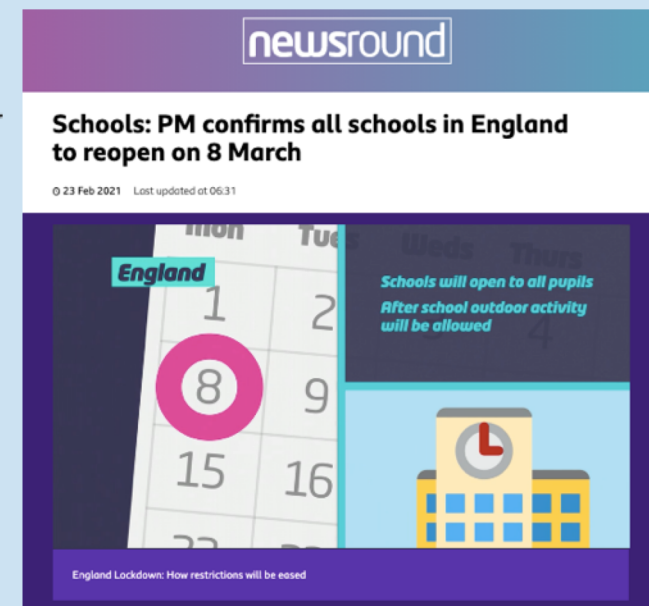 newsround
Schools: PM confirms all schools in England
to reopen on 8 March
23 Feb 2021 Last updated at 06:31
mon Tues Weds Thurs
England
1 2 4
8 9
15 16
22
Schools will open to all pupils
After school outdoor activity
will be allowed
England Lockdown: How restrictions will be eased